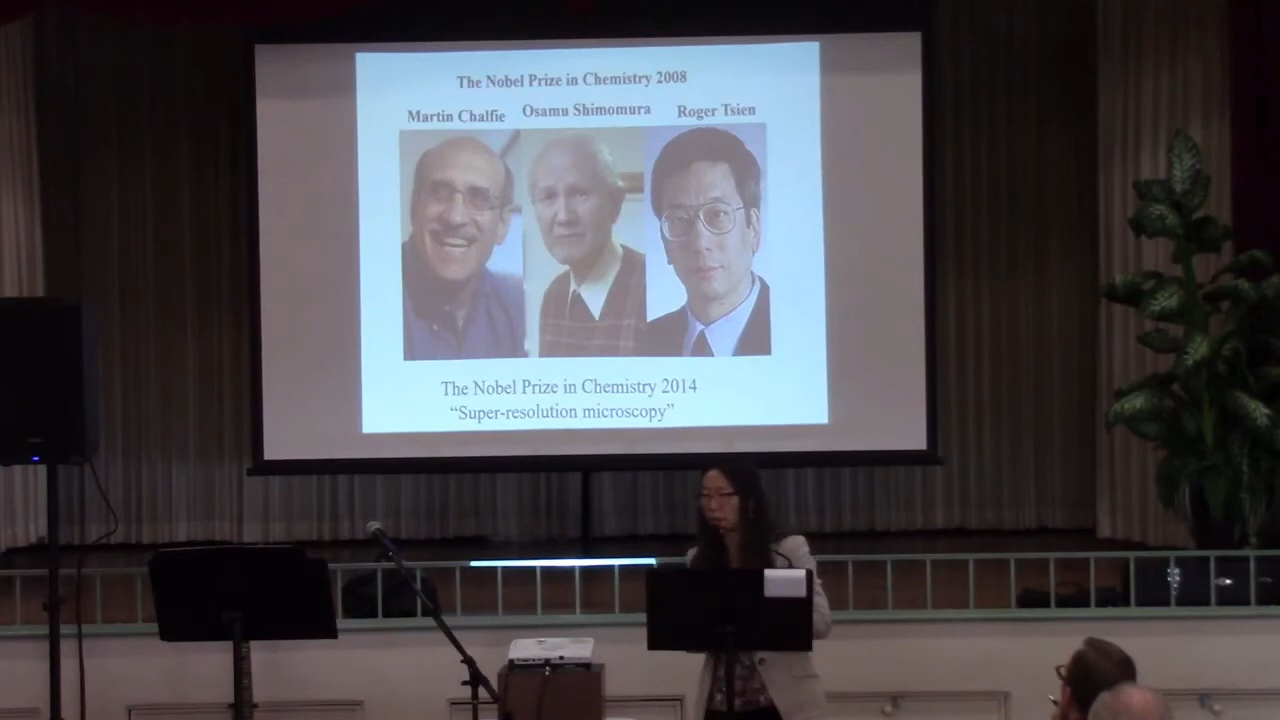 The Nobel Prize in Chemistry 2008
Martin Chalfie Osamu Shimomura Roger Tsien
The Nobel Prize in Chemistry 2014
“Super-resolution microscopy”